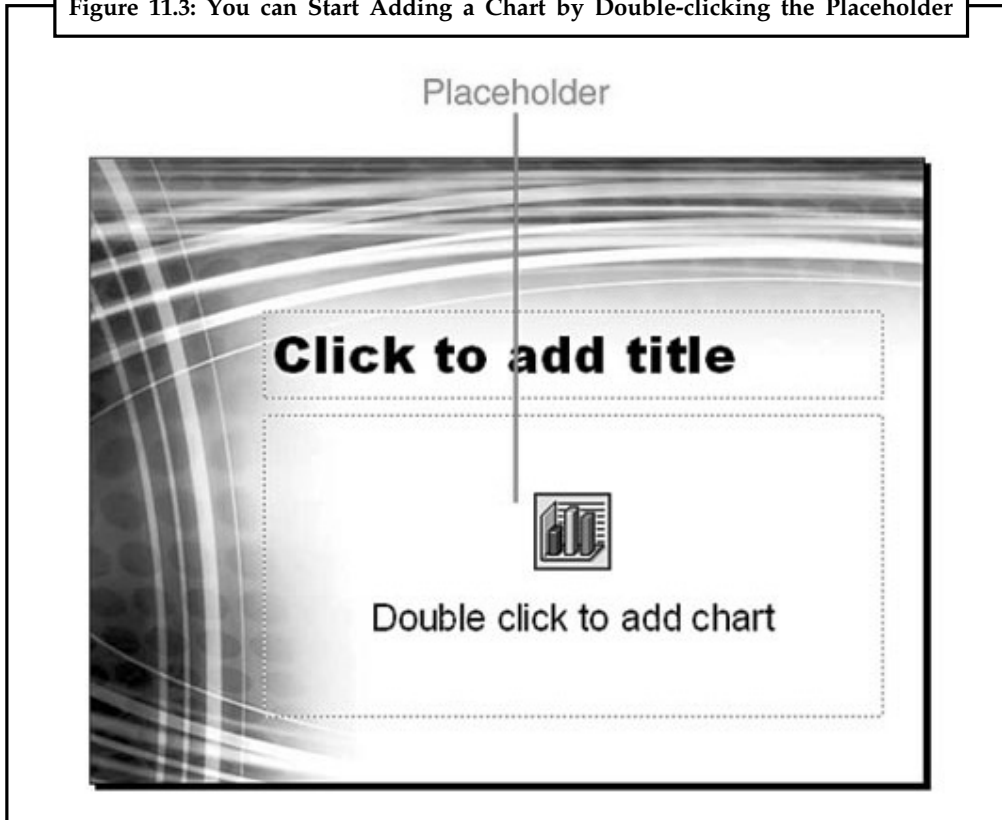 Figure 11.3: You can Start Adding a Chart by Double-clicking the Placeholder
Placeholder
Click to add title
Double click to add chart